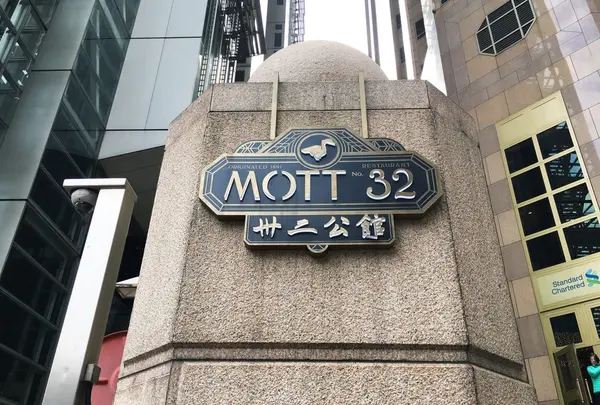 ORIGINATED 1891
RESTAURANT
MOTT No. 32
卅二公館
Standard
Chartered